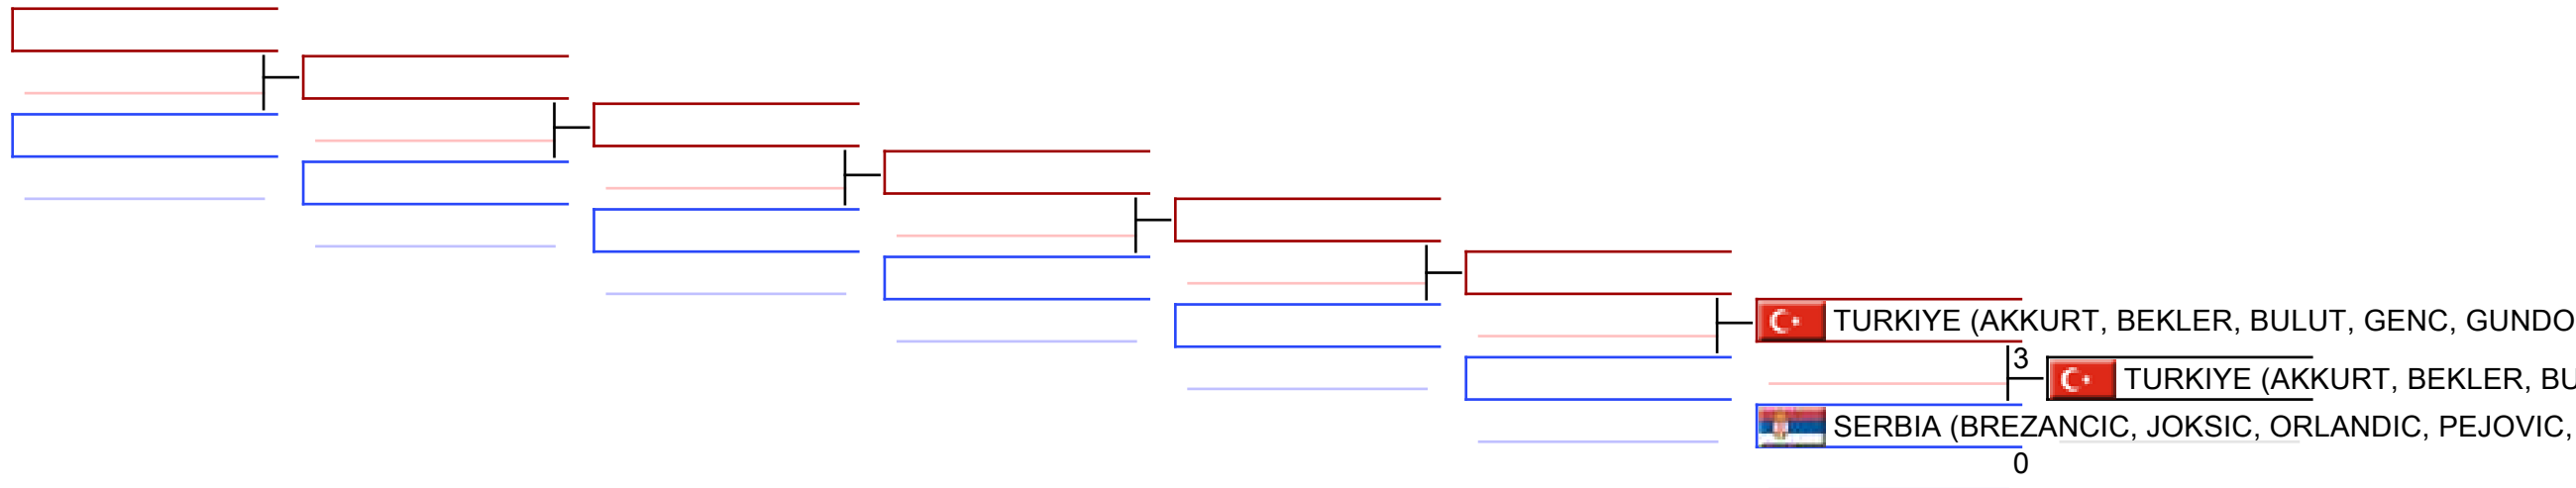 TURKIYE (AKKURT, BEKLER, BULUT, GENC, GUNDO
3
TURKIYE (AKKURT, BEKLER, BU
SERBIA (BREZANCIC, JOKSIC, ORLANDIC, PEJOVIC,
0